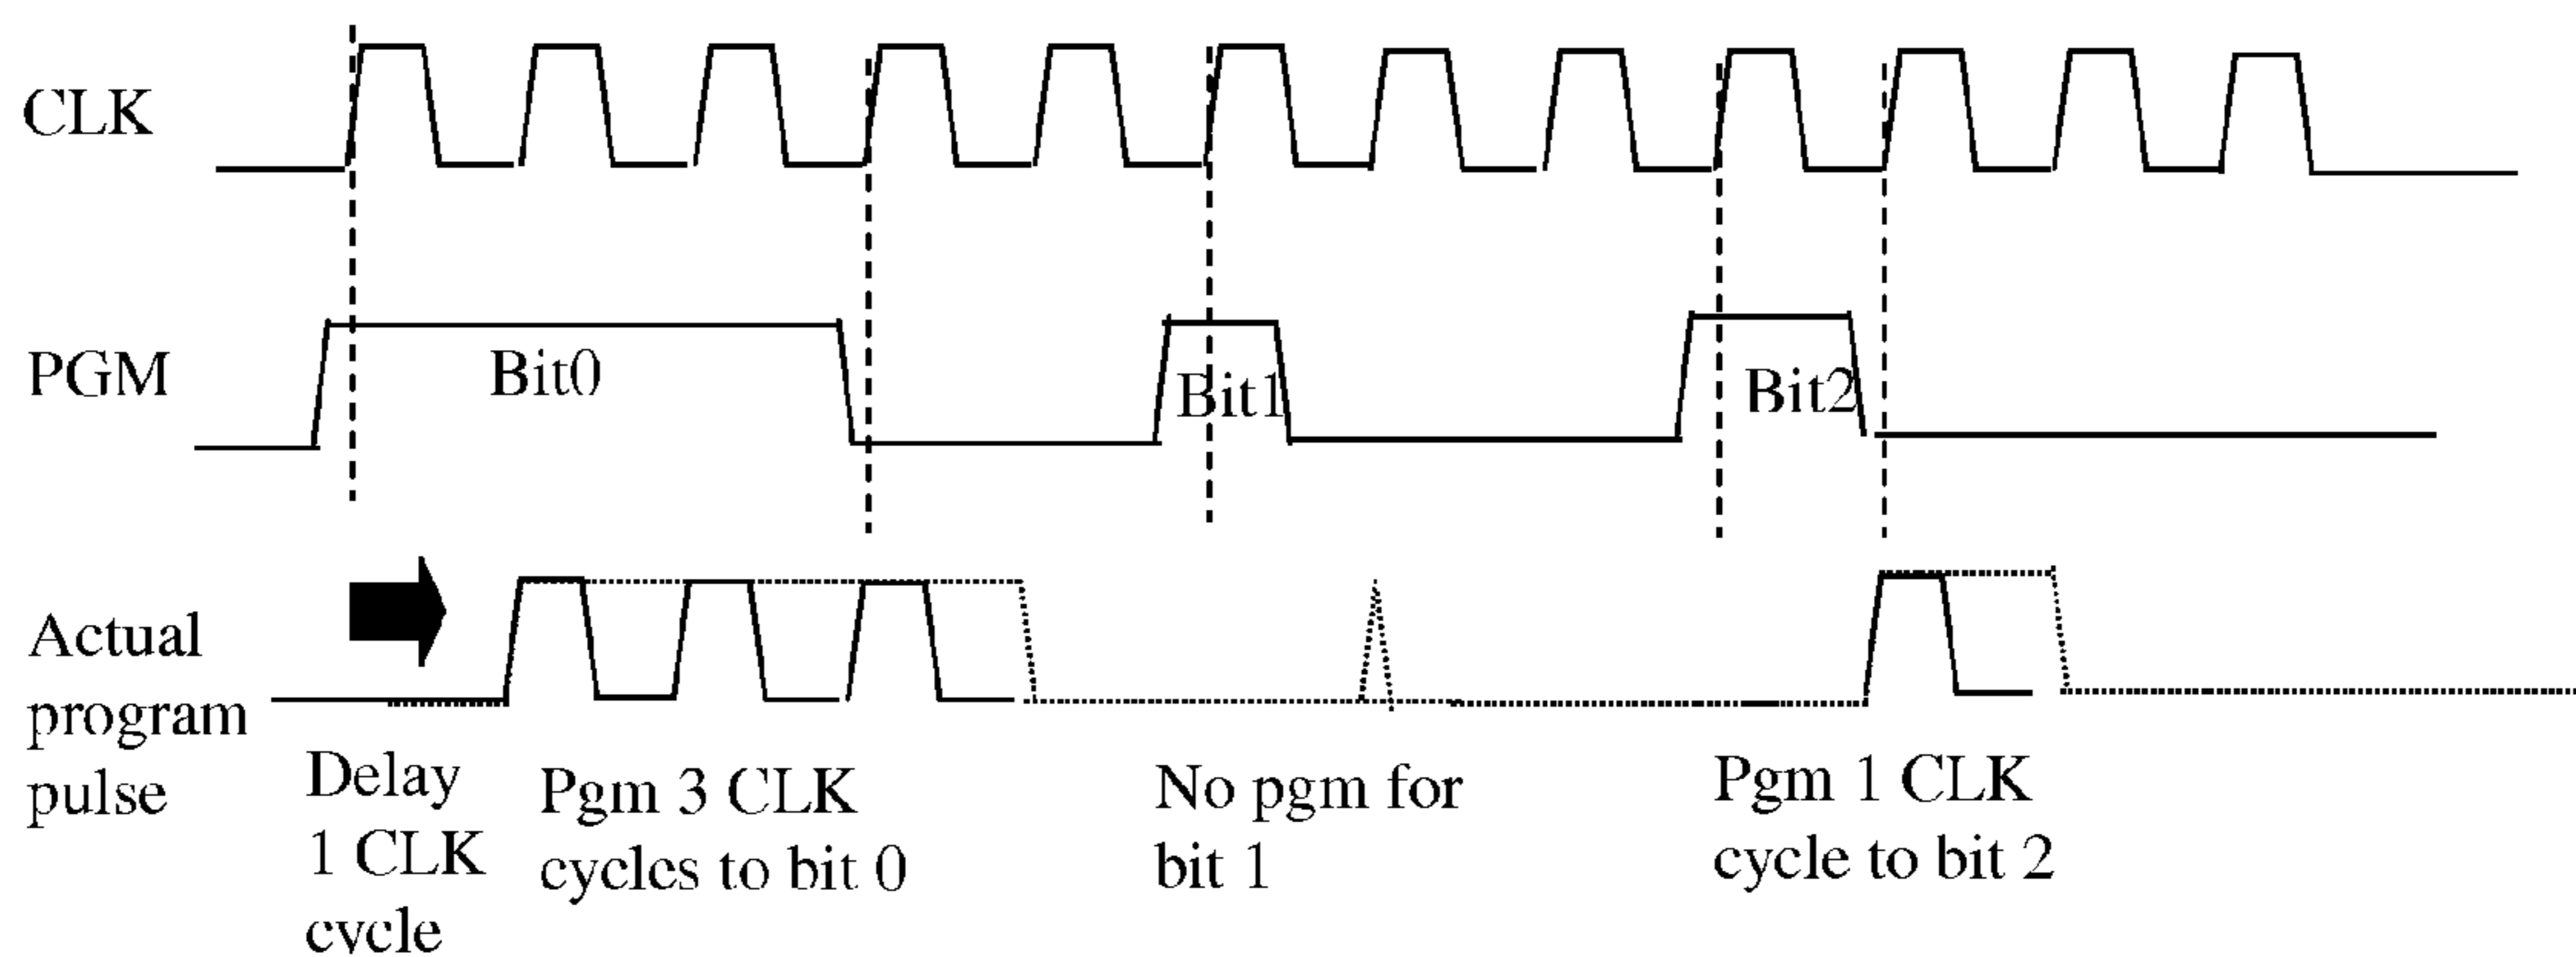 CLK
PGM
Bit0
Bit1
Bit2
Actual
program
pulse
Delay
1 CLK
cycle
Pgm 3 CLK
cycles to bit 0
No pgm for
bit 1
Pgm 1 CLK
cycle to bit 2